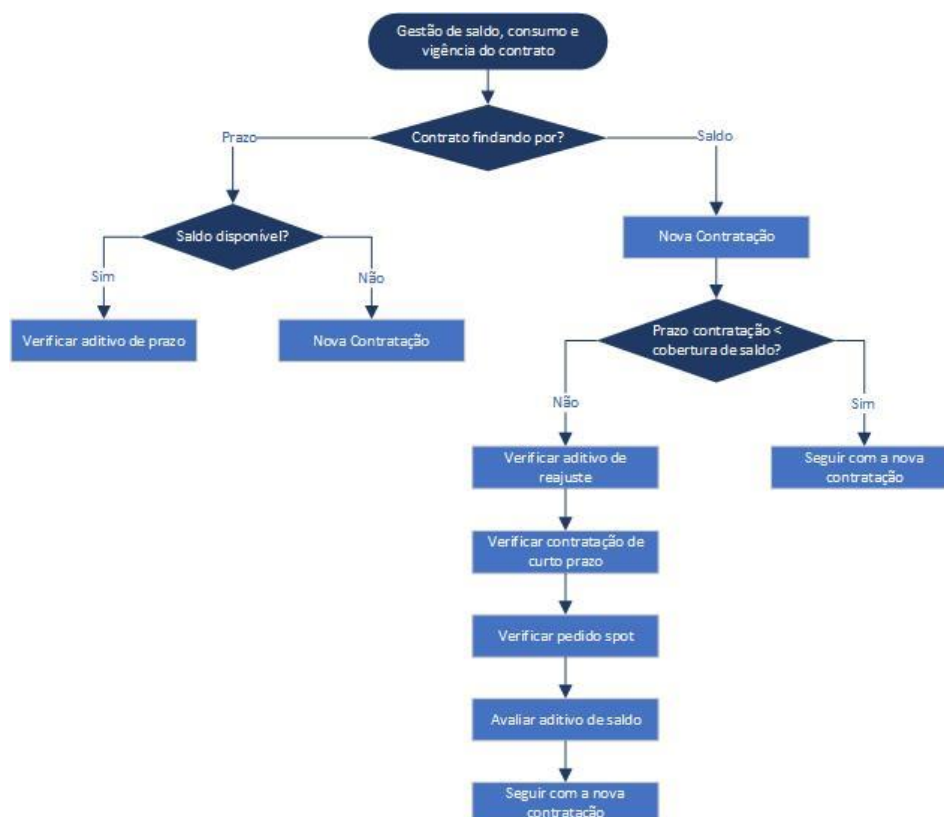 Gestão de saldo, consumo e
vigência do contrato
Contrato findando por?
Prazo
Saldo
Saldo disponível?
Nova Contratação
Sim
Não
Verificar aditivo de prazo
Nova Contratação
Prazo contratação <
cobertura de saldo?
Não
Sim
Verificar aditivo de
reajuste
Seguir com a nova
contratação
Verificar contratação de
curto prazo
Verificar pedido spot
Avaliar aditivo de saldo
Seguir com a nova
contratação